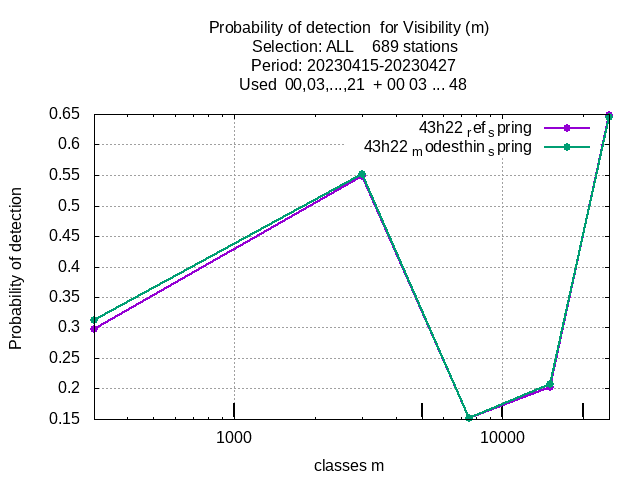 Probability of detection  for Visibility (m)
Selection: ALL    689 stations
Period: 20230415-20230427
Used  00,03,...,21  + 00 03 ... 48
43h22 ref spring
43h22 modesthin spring
0.65
0.6
0.55
0.5
0.45
0.4
0.35
0.3
0.25
0.2
0.15
Probability of detection
1000
10000
classes m